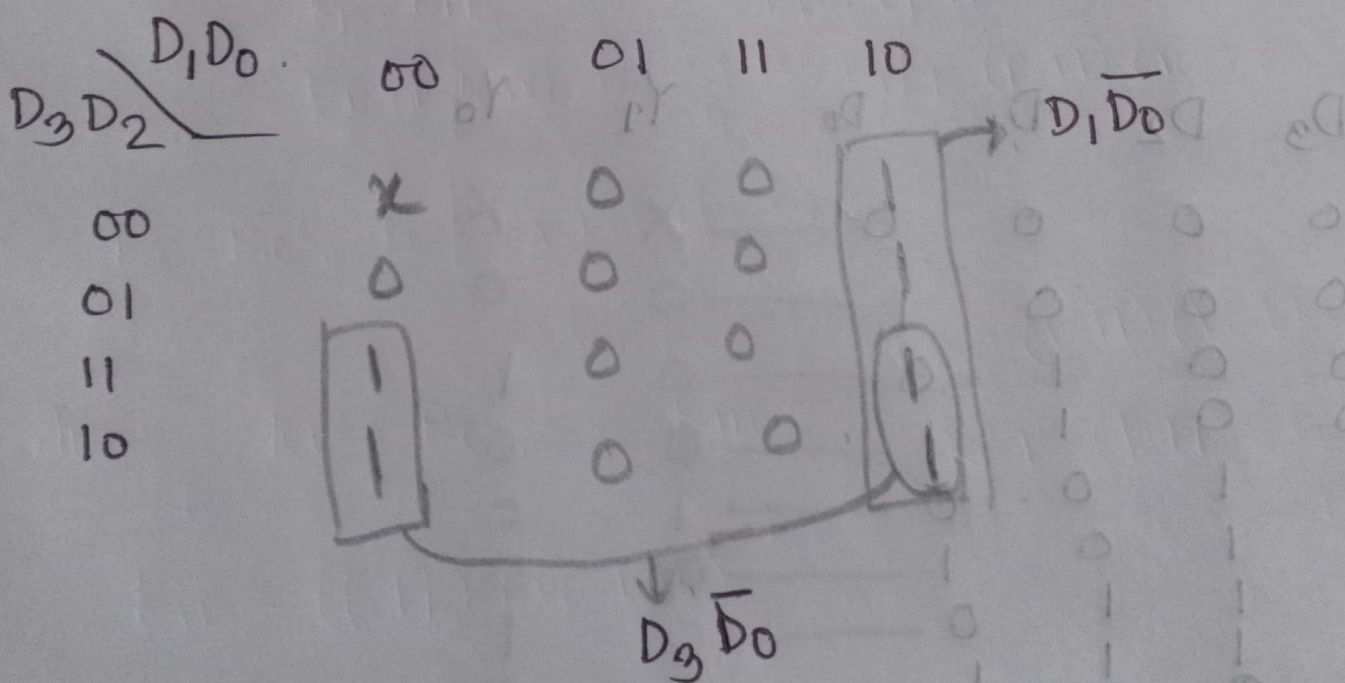 D₁D₀.
D₃D₂
00 01 11 10
D₁D̅₀̅
00 x 0 0 1
01 0 0 0 1
11 1 0 0 1
10 1 0 0 1
D₃D̅₀